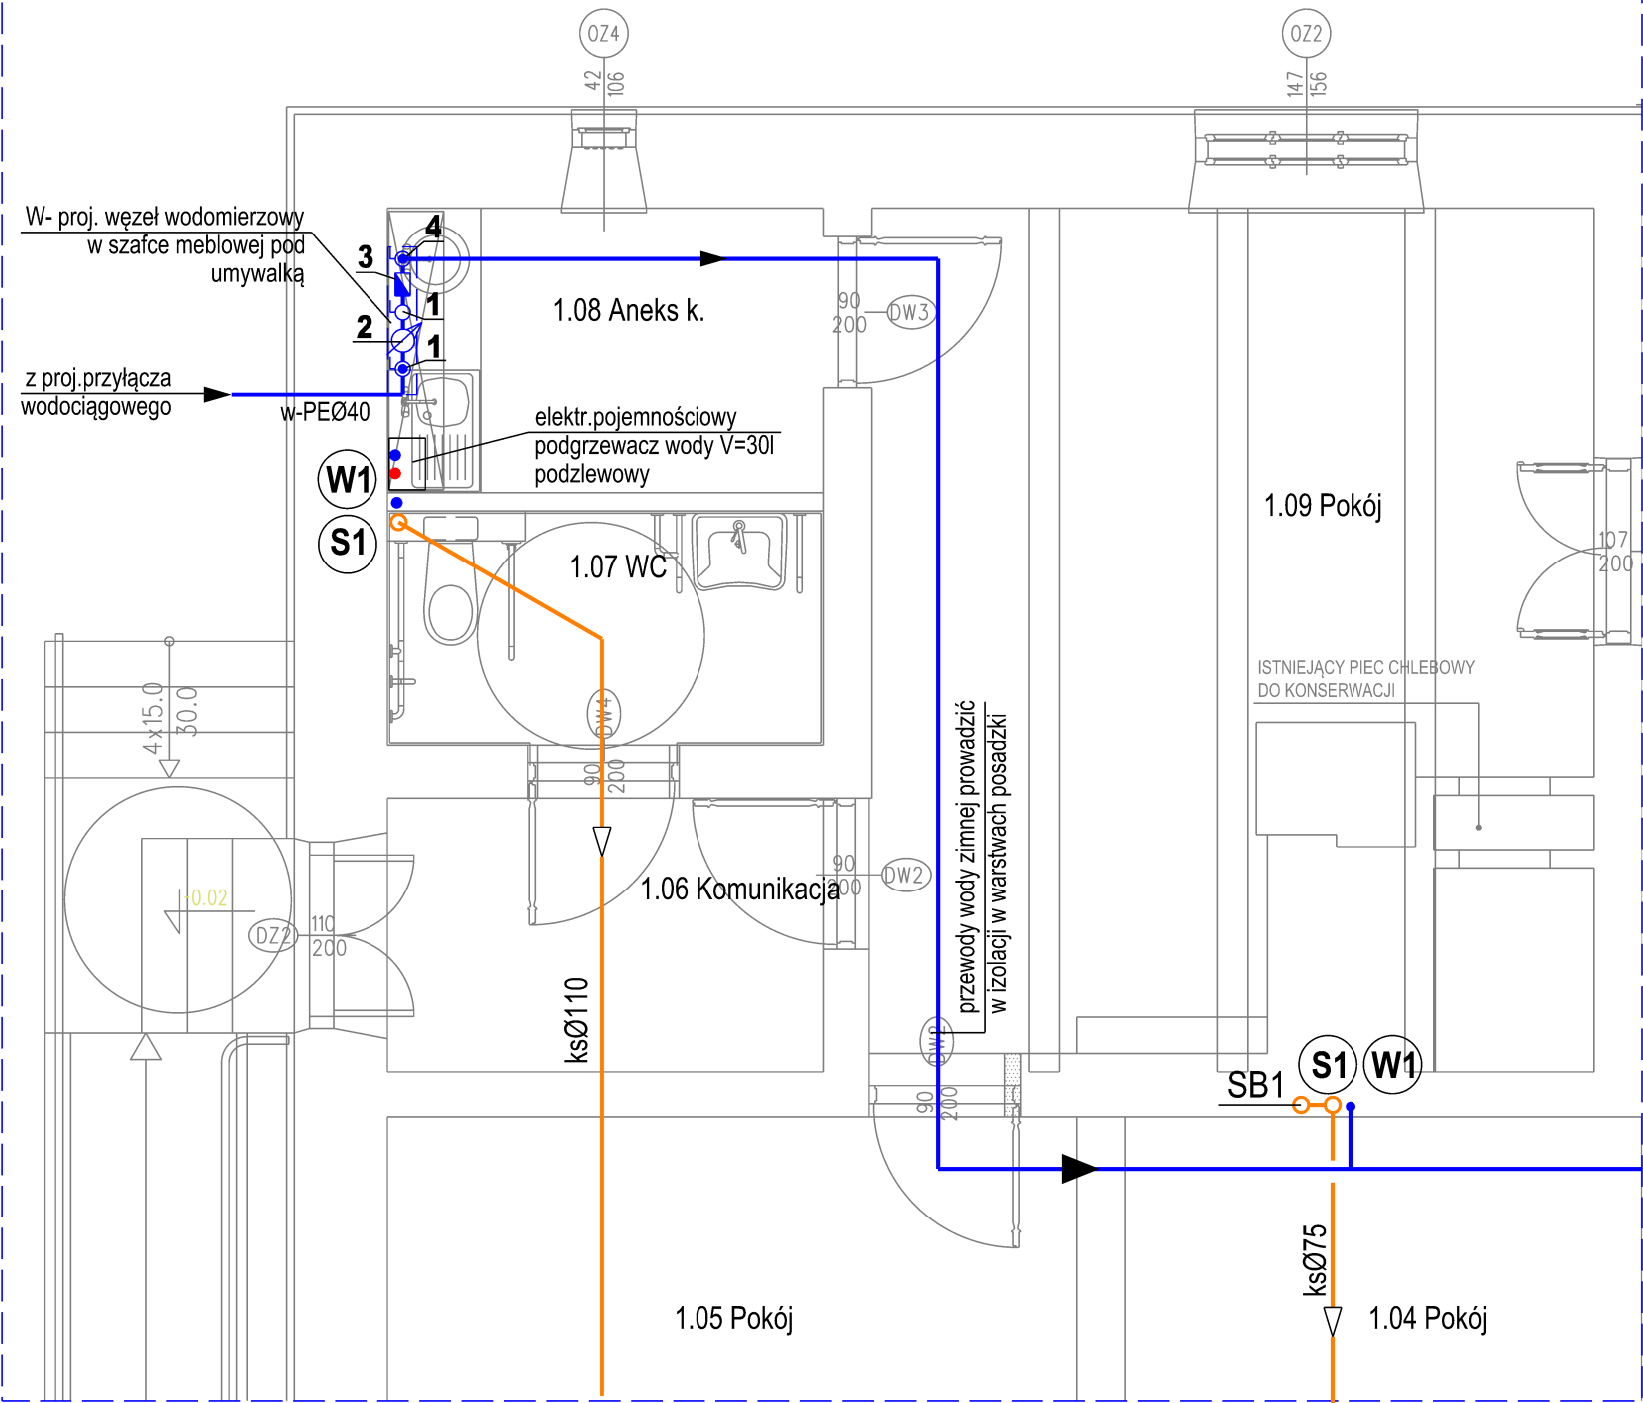 OZ4
42
106
OZ2
147
156
W- proj. węzeł wodomierzowy
w szafce meblowej pod
umywalką
4
3
1
2
1
1.08 Aneks k.
90
200
DW3
z proj.przyłącza
wodociągowego
w-PEØ40
elektr.pojemnościowy
podgrzewacz wody V=30l
podzlewowy
W1
S1
1.07 WC
1.09 Pokój
107
200
ISTNIEJĄCY PIEC CHLEBOWY
DO KONSERWACJI
4x15.0
30.0
DW4
90
200
przewody wody zimnej prowadzić
w izolacji w warstwach posadzki
-0.02
DZ2
110
200
1.06 Komunikacja
90
200
DW2
ksØ110
DW2
90
200
SB1
S1
W1
ksØ75
1.05 Pokój
1.04 Pokój